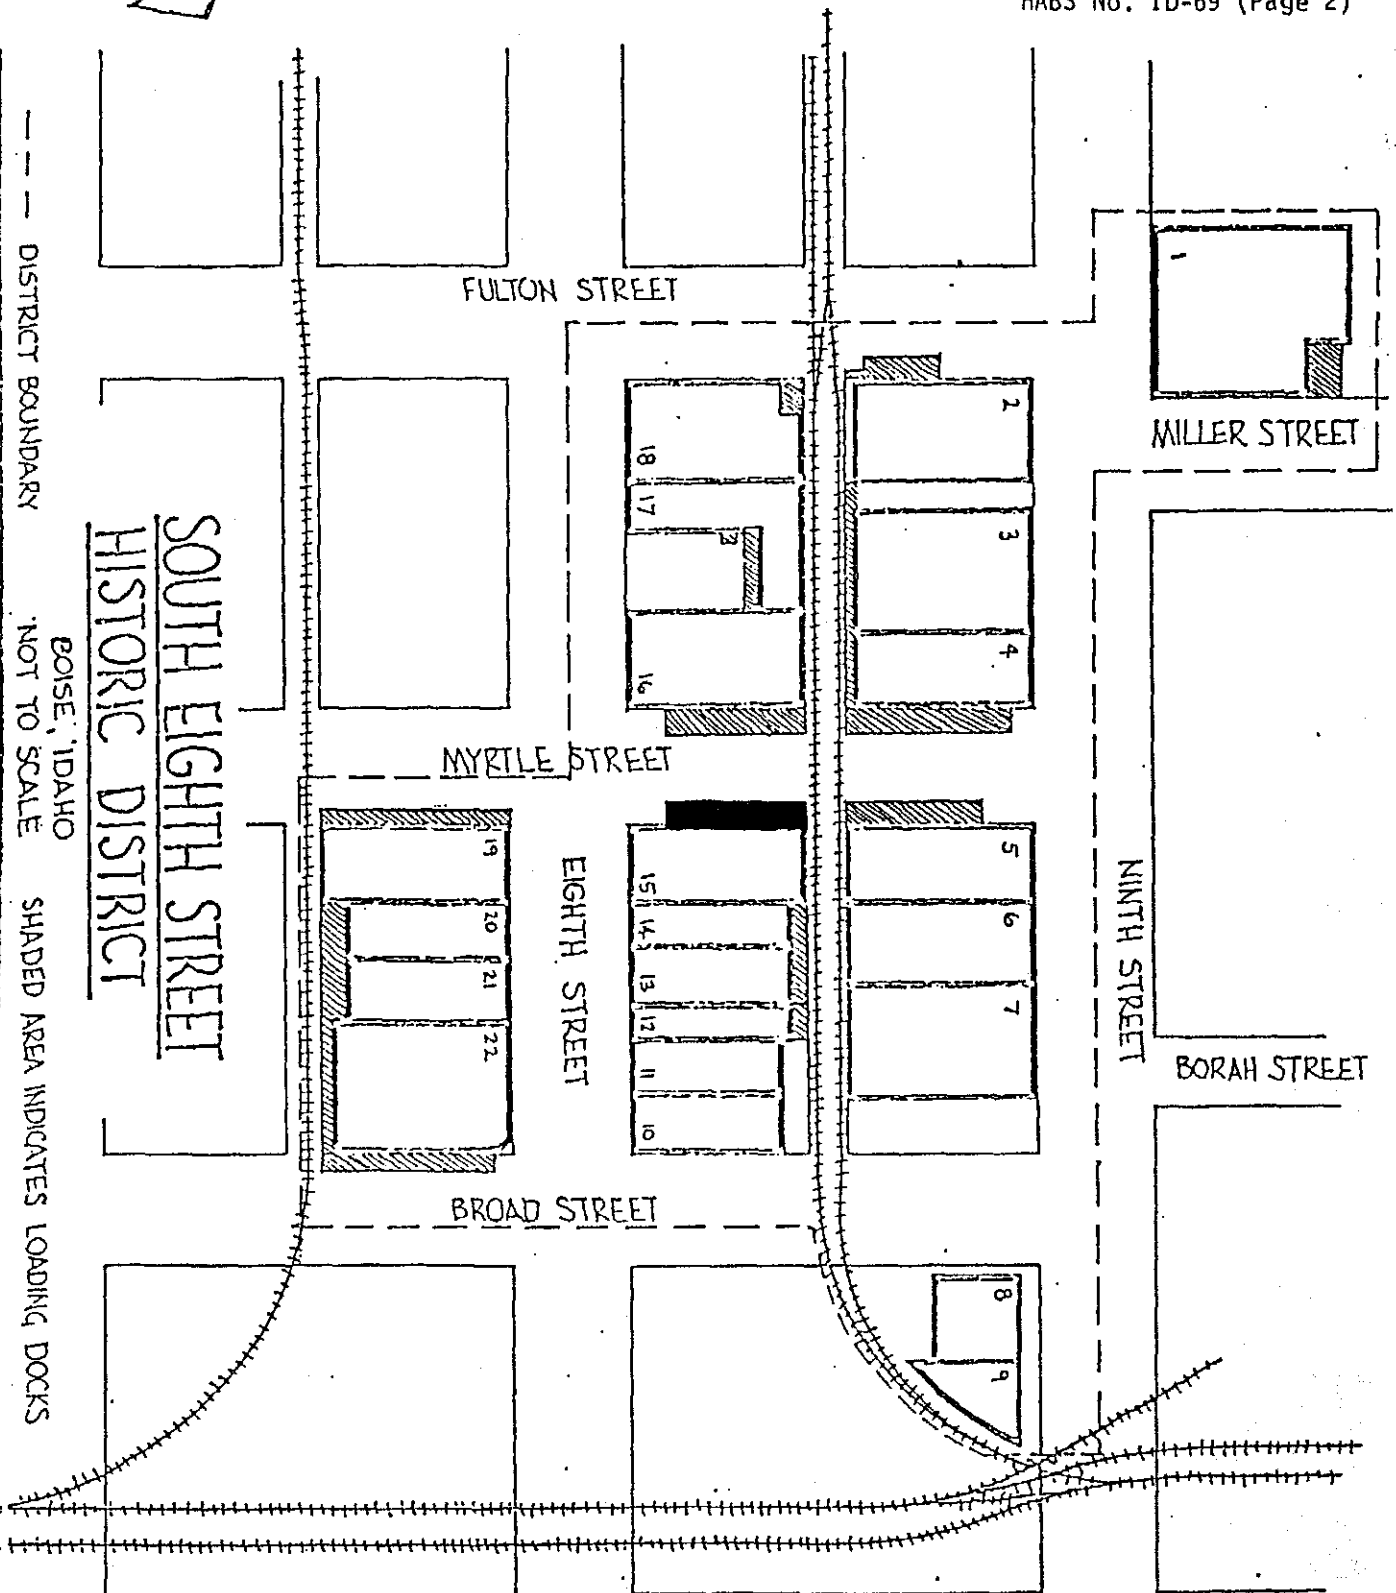 HABS No. ID-69 (Page 2)
FULTON STREET
MILLER STREET
1
2
3
4
18
17
16
MYRTLE STREET
NINTH STREET
BORAH STREET
EIGHTH STREET
5
6
7
15
14
13
12
11
10
19
20
21
22
BROAD STREET
8
9
SOUTH EIGHTH STREET
HISTORIC DISTRICT
BOISE, IDAHO
NOT TO SCALE
DISTRICT BOUNDARY
SHADED AREA INDICATES LOADING DOCKS